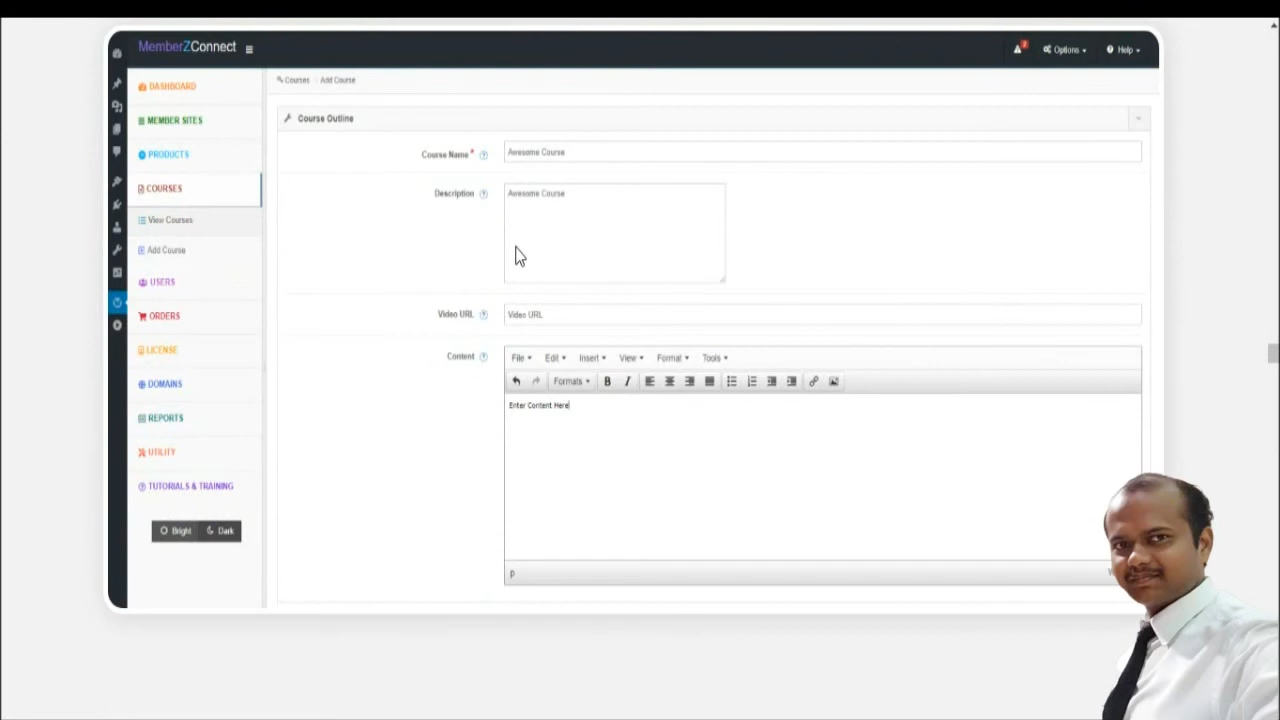 MemberZConnect
2
Options
Help
DASHBOARD
MEMBER SITES
PRODUCTS
COURSES
View Courses
Add Course
USERS
ORDERS
LICENSE
DOMAINS
REPORTS
UTILITY
TUTORIALS & TRAINING
Bright Dark
Courses Add Course
Course Outline
Course Name * Awesome Course
Description Awesome Course
Video URL Video URL
Content
File Edit Insert View Format Tools
Formats B I
Enter Content Here
p